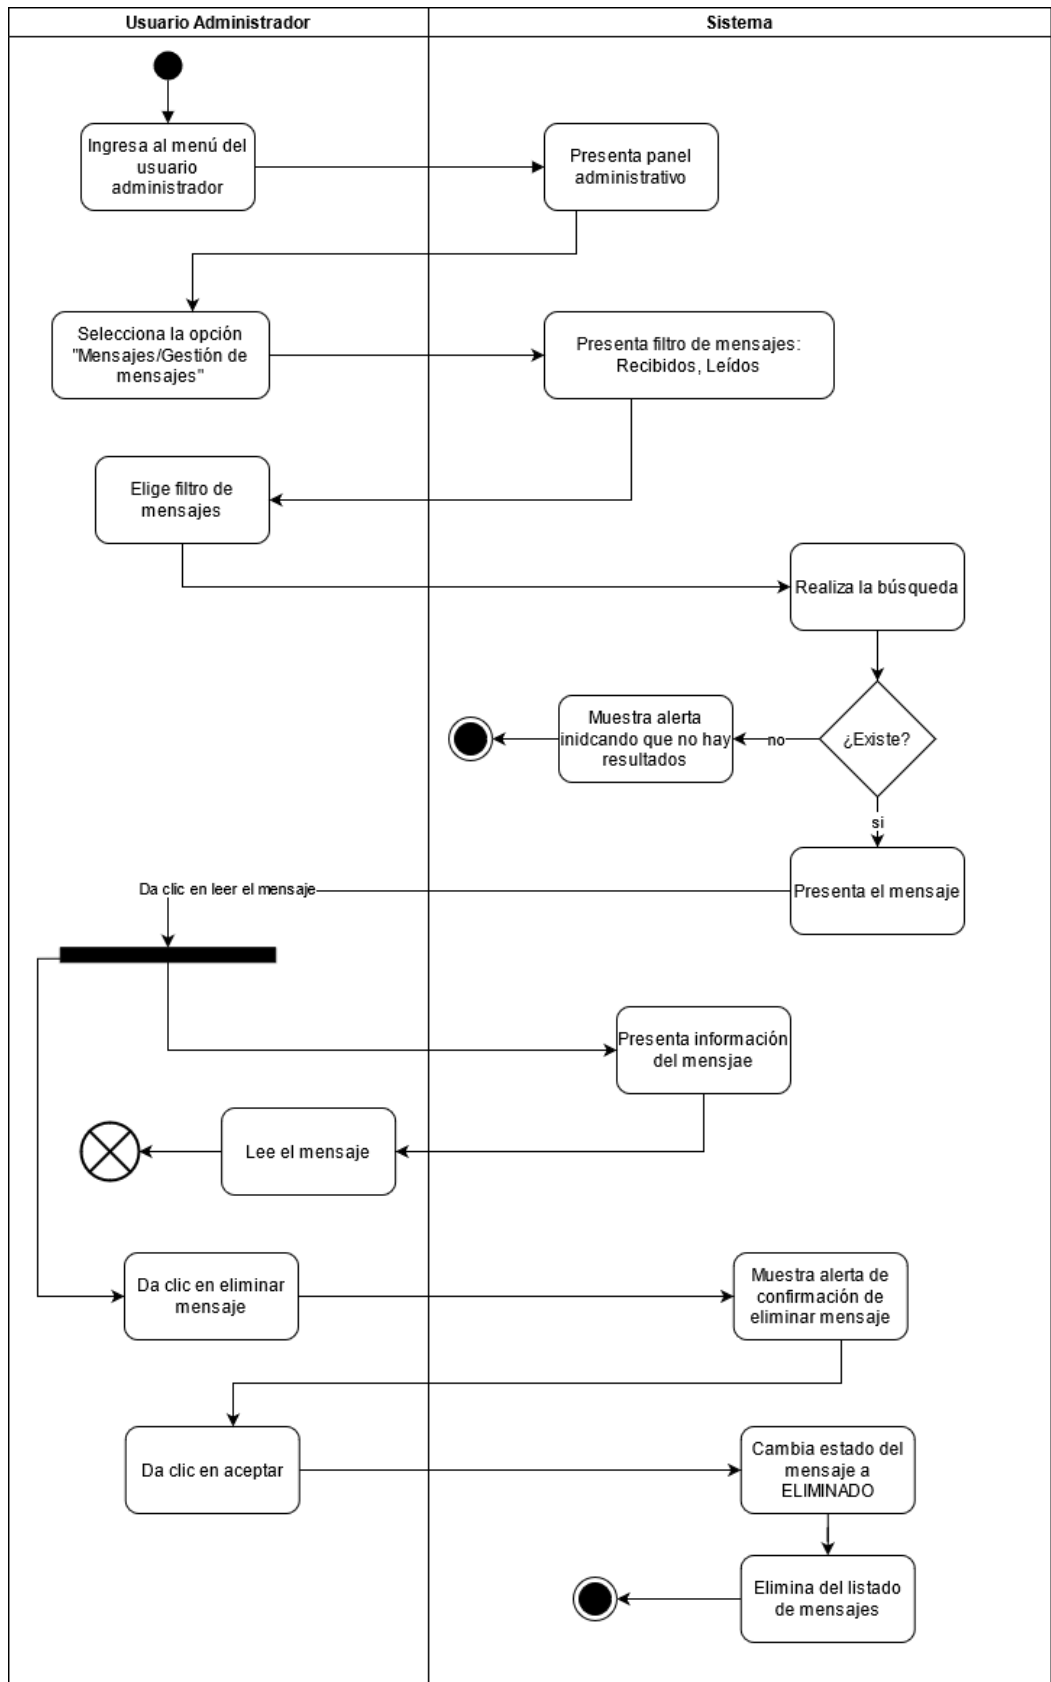 Usuario Administrador
Sistema
Ingresa al menú del
usuario
administrador
Presenta panel
administrativo
Selecciona la opción
"Mensajes/Gestión de
mensajes"
Presenta filtro de mensajes:
Recibidos, Leídos
Elige filtro de
mensajes
Realiza la búsqueda
¿Existe?
no
Muestra alerta
inidcando que no hay
resultados
si
Presenta el mensaje
Da clic en leer el mensaje
Presenta información
del mensjae
Lee el mensaje
Da clic en eliminar
mensaje
Muestra alerta de
confirmación de
eliminar mensaje
Da clic en aceptar
Cambia estado del
mensaje a
ELIMINADO
Elimina del listado
de mensajes